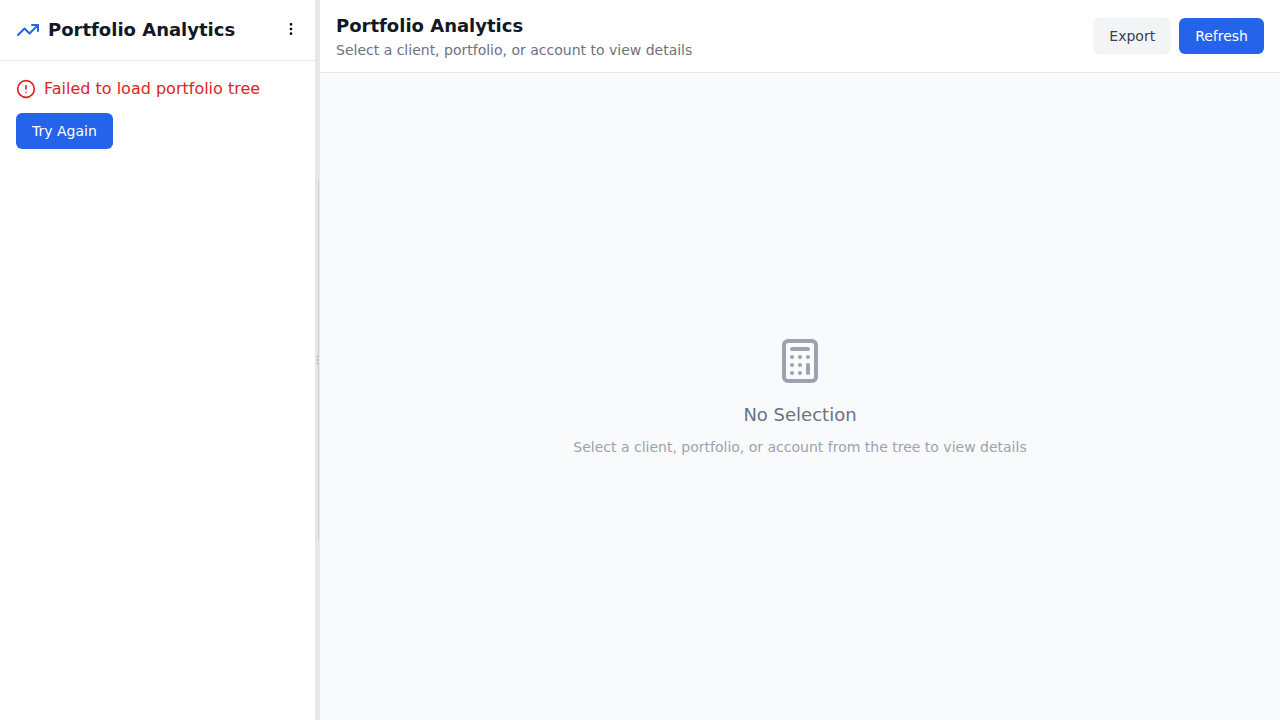 Portfolio Analytics
Failed to load portfolio tree
Try Again
Portfolio Analytics
Select a client, portfolio, or account to view details
Export
Refresh
No Selection
Select a client, portfolio, or account from the tree to view details